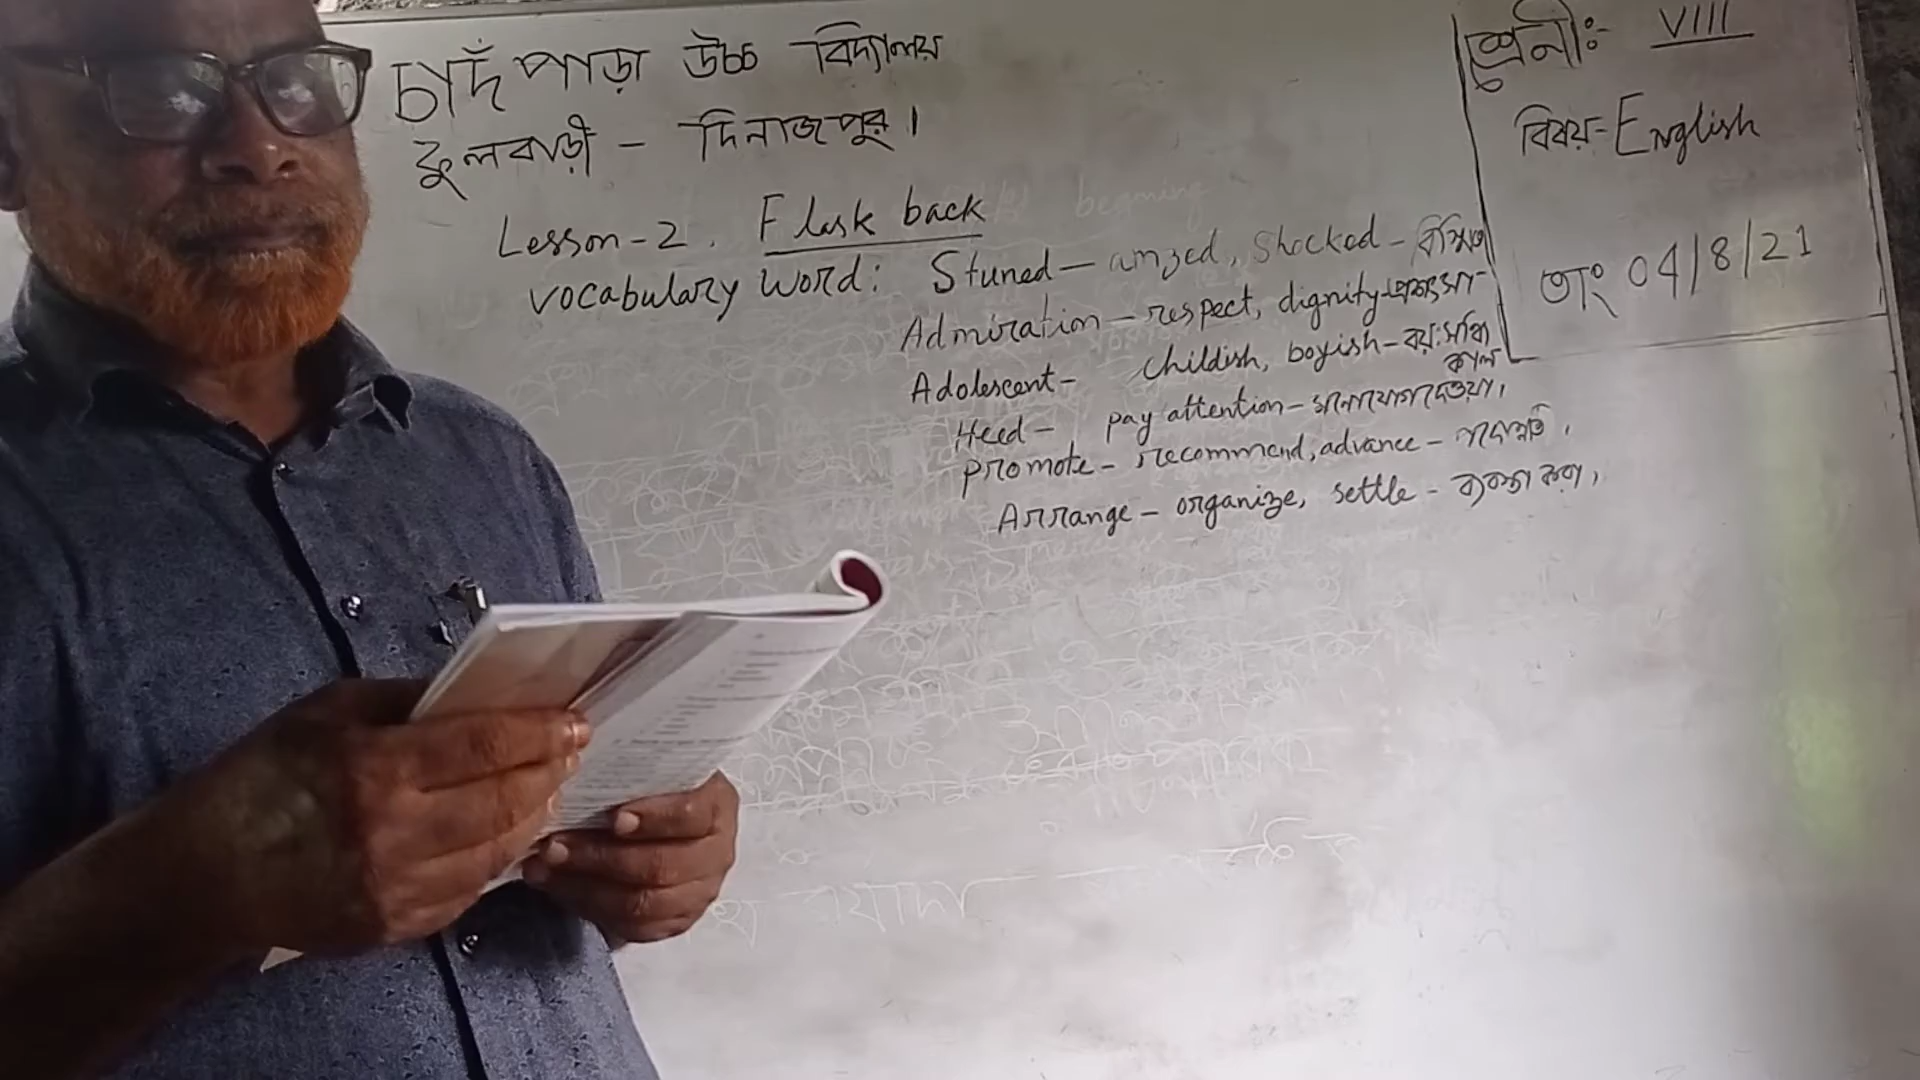 চাদঁ পাড়া উচ্চ বিদ্যালয়
ফুলবাড়ী - দিনাজপুর।
Lesson-2. Flask back
Vocabulary Word: Stuned — amzed, Shocked - বিস্মিত
Admiration - respect, dignity - প্রশংসা-
Adolescent - childish, boyish - বয়:সন্ধি কাল
Heed - pay attention - মনোযোগ দেওয়া,
Promote - recommend, advance - পদোন্নতি,
Arrange - organize, settle - ব্যবস্তা করা,
শ্রেনীঃ VIII
বিষয়- English
তাং 04/8/21